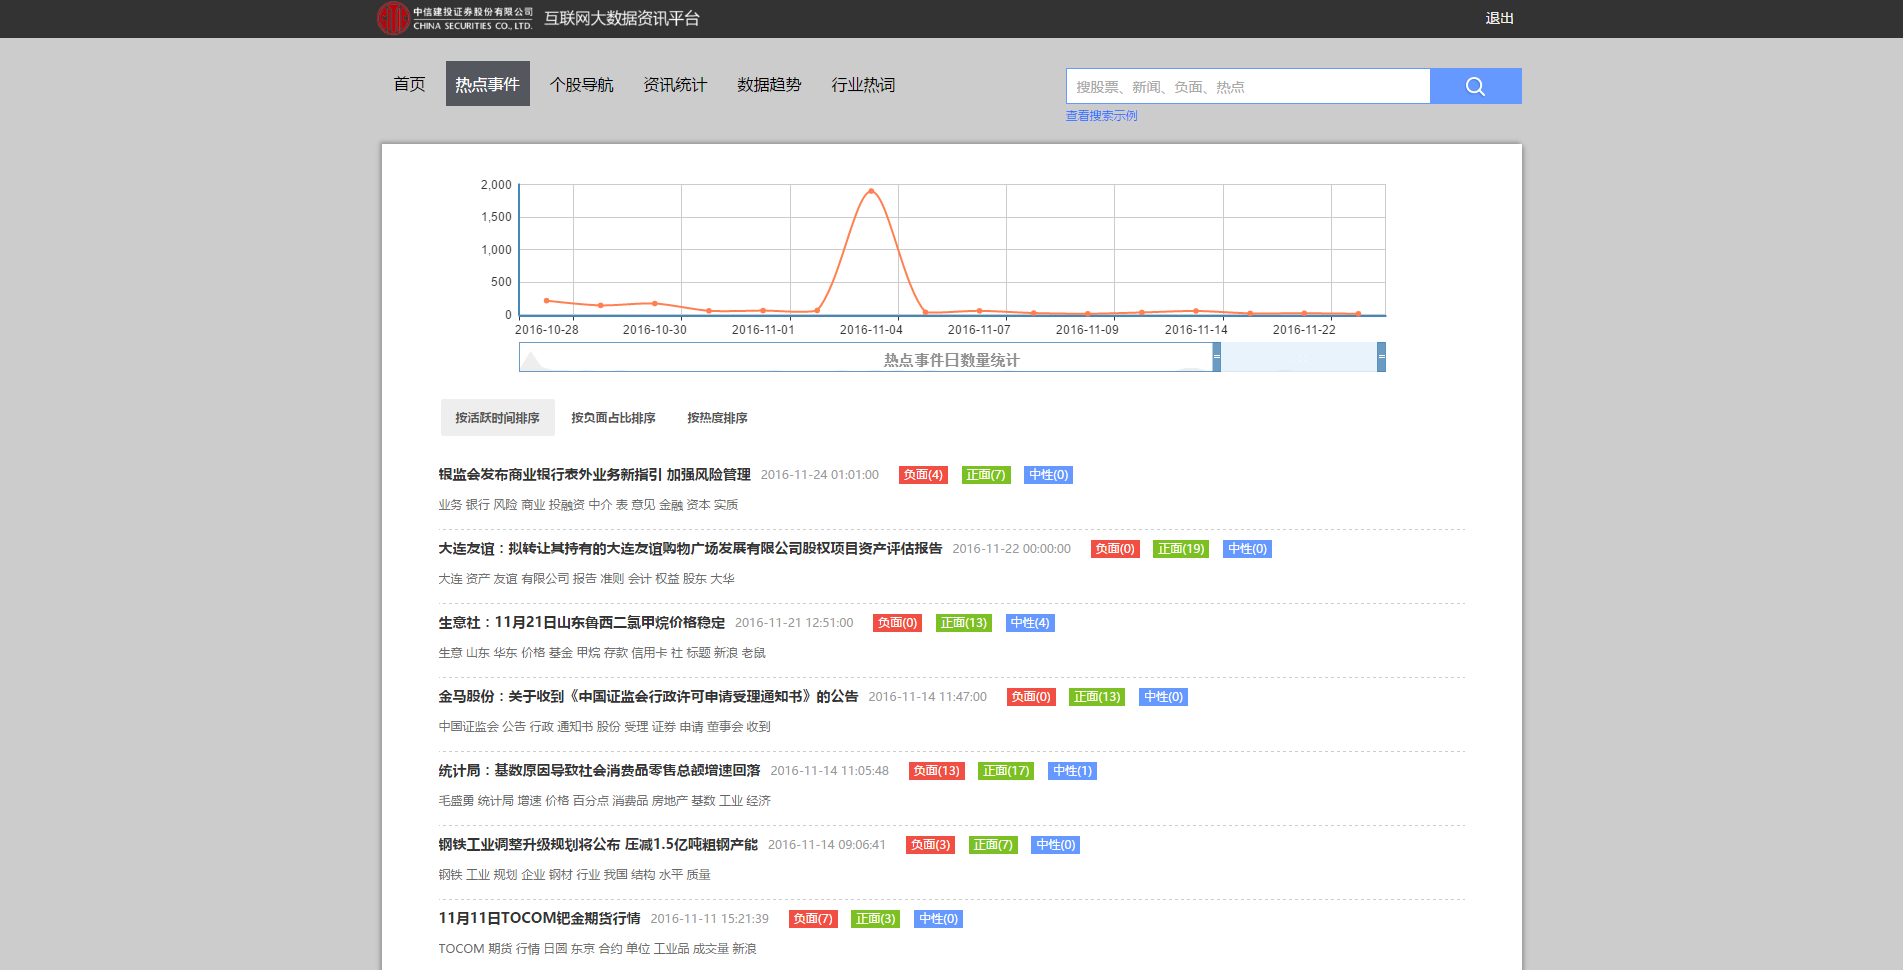 中信建投证券股份有限公司
CHINA SECURITIES CO., LTD.
互联网大数据资讯平台
退出
首页 热点事件 个股导航 资讯统计 数据趋势 行业热词
搜股票、新闻、负面、热点
查看搜索示例
2,000
1,500
1,000
500
0
2016-10-28 2016-10-30 2016-11-01 2016-11-04 2016-11-07 2016-11-09 2016-11-14 2016-11-22
热点事件日数量统计
按活跃时间排序 按负面占比排序 按热度排序
银监会发布商业银行表外业务新指引 加强风险管理 2016-11-24 01:01:00 负面(4) 正面(7) 中性(0)
业务 银行 风险 商业 投融资 中介 表 意见 金融 资本 实质
大连友谊：拟转让其持有的大连友谊购物广场发展有限公司股权项目资产评估报告 2016-11-22 00:00:00 负面(0) 正面(19) 中性(0)
大连 资产 友谊 有限公司 报告 准则 会计 权益 股东 大华
生意社：11月21日山东鲁西二氯甲烷价格稳定 2016-11-21 12:51:00 负面(0) 正面(13) 中性(4)
生意 山东 华东 价格 基金 甲烷 存款 信用卡 社 标题 新浪 老鼠
金马股份：关于收到《中国证监会行政许可申请受理通知书》的公告 2016-11-14 11:47:00 负面(0) 正面(13) 中性(0)
中国证监会 公告 行政 通知书 股份 受理 证券 申请 董事会 收到
统计局：基数原因导致社会消费品零售总额增速回落 2016-11-14 11:05:48 负面(13) 正面(17) 中性(1)
毛盛勇 统计局 增速 价格 百分点 消费品 房地产 基数 工业 经济
钢铁工业调整升级规划将公布 压减1.5亿吨粗钢产能 2016-11-14 09:06:41 负面(3) 正面(7) 中性(0)
钢铁 工业 规划 企业 钢材 行业 我国 结构 水平 质量
11月11日TOCOM钯金期货行情 2016-11-11 15:21:39 负面(7) 正面(3) 中性(0)
TOCOM 期货 行情 日圆 东京 合约 单位 工业品 成交量 新浪